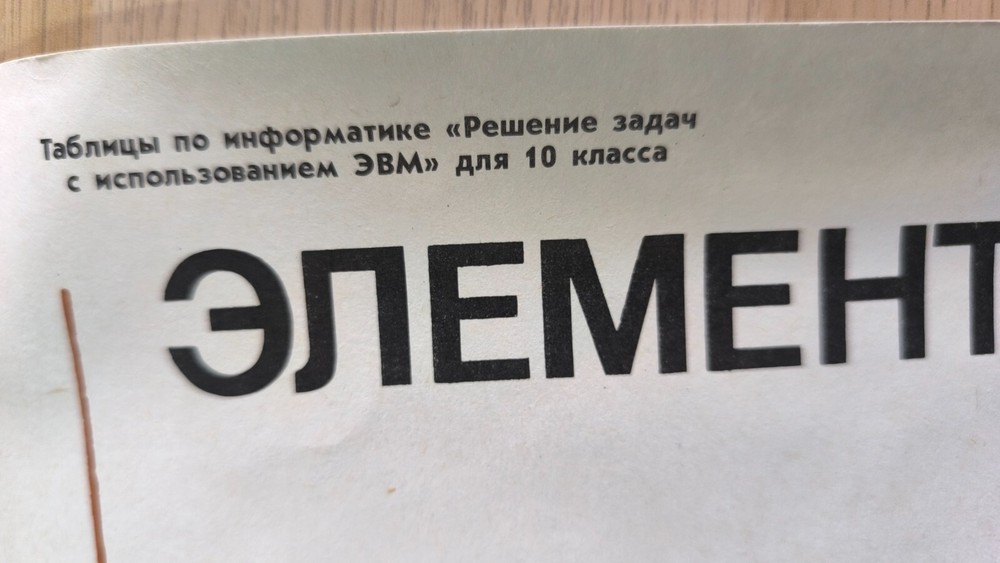 Таблицы по информатике «Решение задач
с использованием ЭВМ» для 10 класса
ЭЛЕМЕНТ